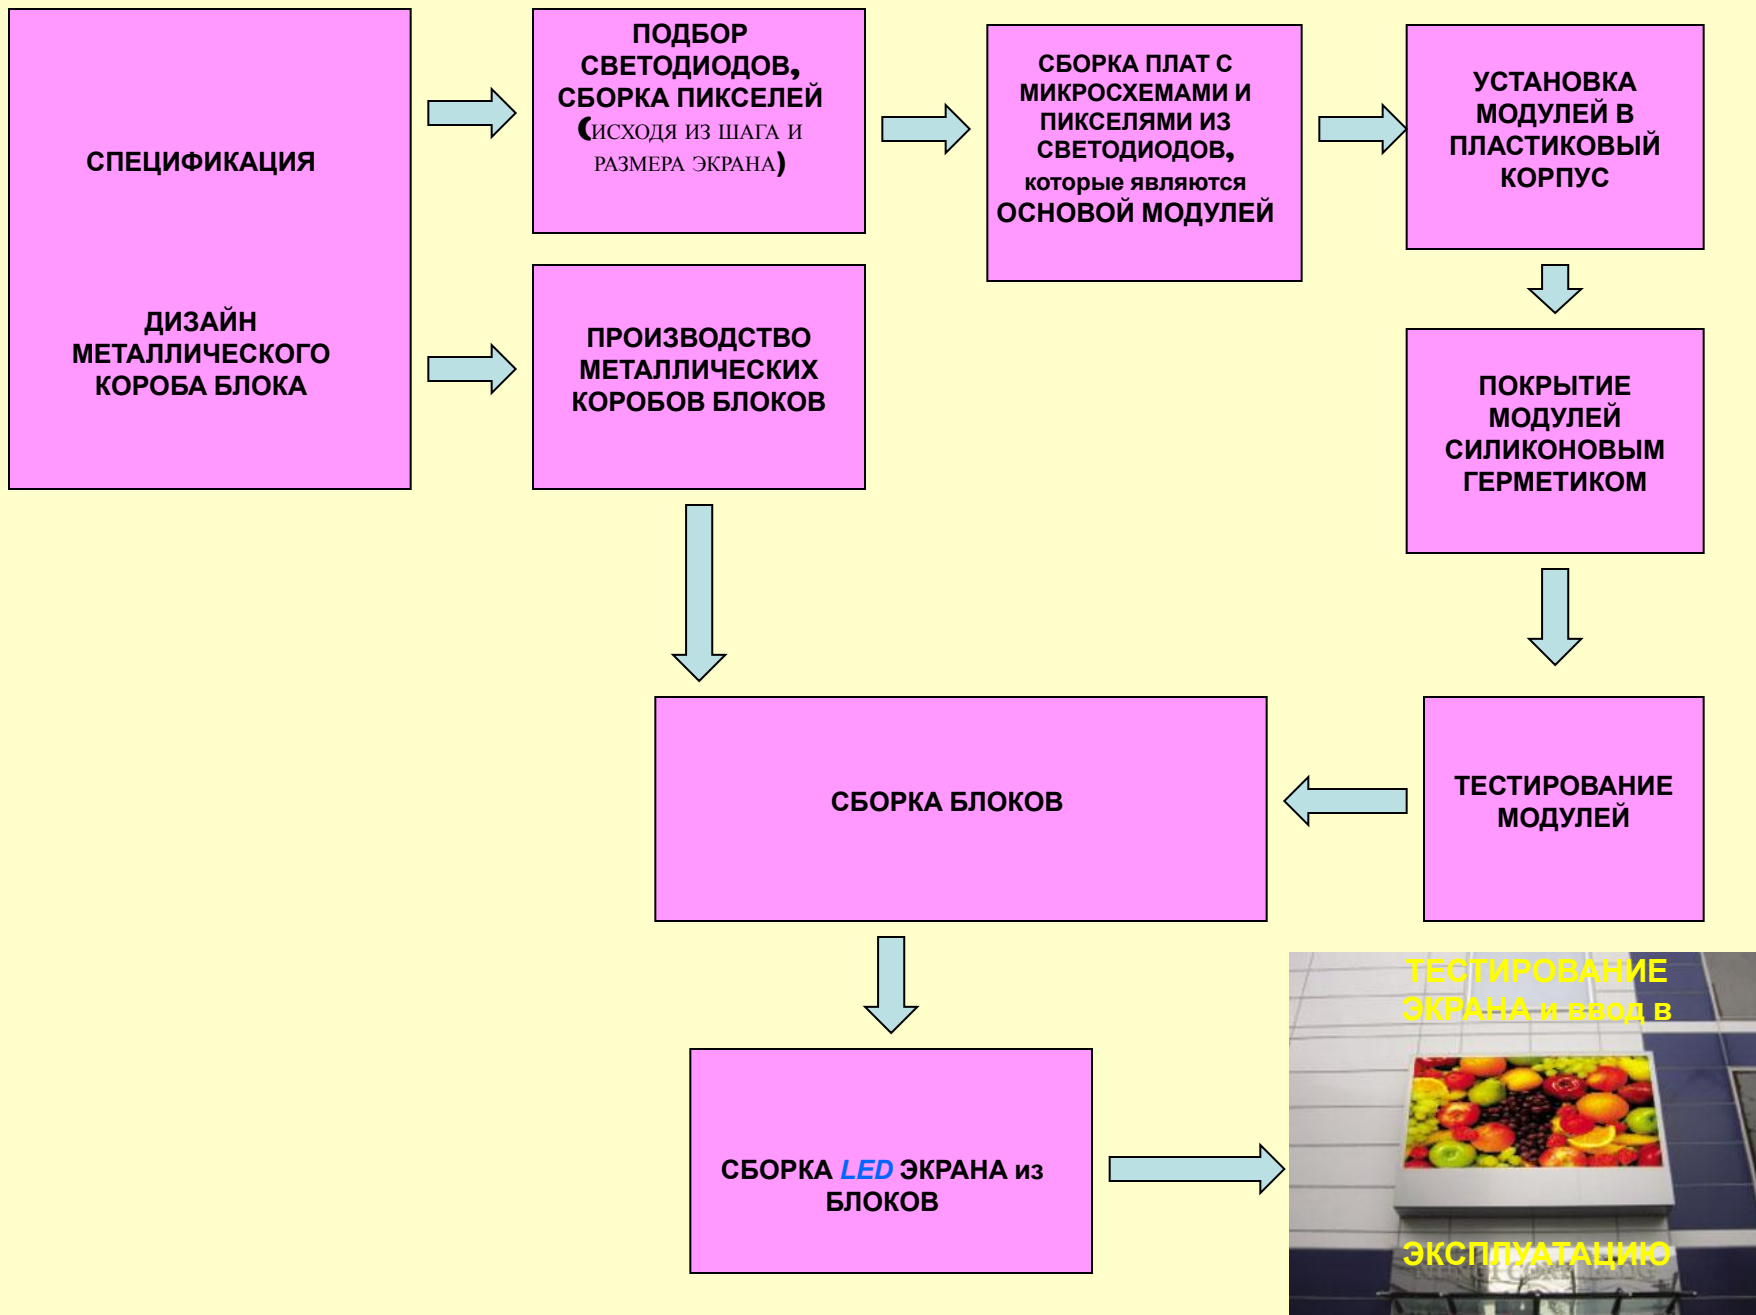 СПЕЦИФИКАЦИЯ
ДИЗАЙН
МЕТАЛЛИЧЕСКОГО
КОРОБА БЛОКА
ПОДБОР
СВЕТОДИОДОВ,
СБОРКА ПИКСЕЛЕЙ
(ИСХОДЯ ИЗ ШАГА И
РАЗМЕРА ЭКРАНА)
СБОРКА ПЛАТ С
МИКРОСХЕМАМИ И
ПИКСЕЛЯМИ ИЗ
СВЕТОДИОДОВ,
которые являются
ОСНОВОЙ МОДУЛЕЙ
УСТАНОВКА
МОДУЛЕЙ В
ПЛАСТИКОВЫЙ
КОРПУС
ПРОИЗВОДСТВО
МЕТАЛЛИЧЕСКИХ
КОРОБОВ БЛОКОВ
ПОКРЫТИЕ
МОДУЛЕЙ
СИЛИКОНОВЫМ
ГЕРМЕТИКОМ
ТЕСТИРОВАНИЕ
МОДУЛЕЙ
СБОРКА БЛОКОВ
СБОРКА LED ЭКРАНА из
БЛОКОВ
ТЕСТИРОВАНИЕ
ЭКРАНА и ввод в
ЭКСПЛУАТАЦИЮ